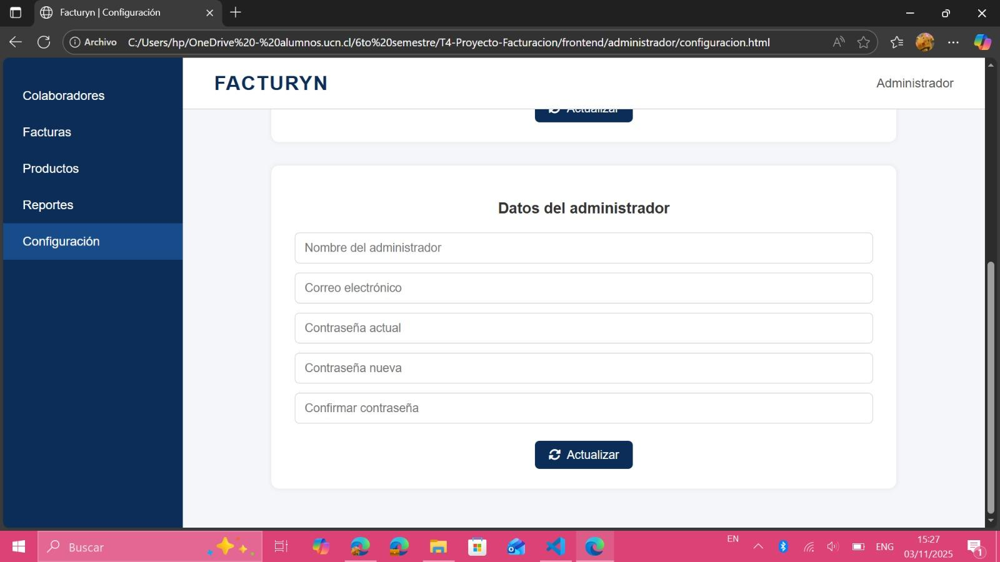 Facturyn | Configuración
Archivo
C:/Users/hp/OneDrive%20-%20alumnos.ucn.cl/6to%20semestre/T4-Proyecto-Facturacion/frontend/administrador/configuracion.html
Colaboradores
Facturas
Productos
Reportes
Configuración
FACTURYN
Administrador
Actualizar
Datos del administrador
Nombre del administrador
Correo electrónico
Contraseña actual
Contraseña nueva
Confirmar contraseña
Actualizar
Buscar
EN
ENG
15:27
03/11/2025
1